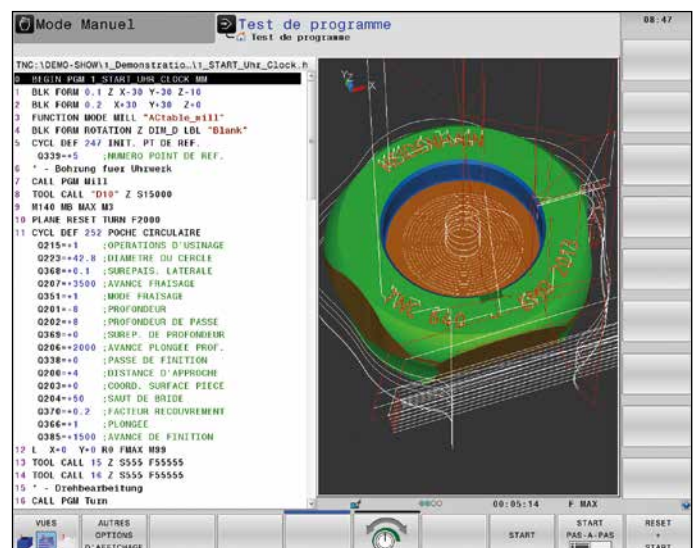 Mode Manuel
Test de programme
Test de programme
08:47
TNC:\DEMO-SHOW\1_Demonstratio…\1_START_Uhr_Clock.h
0 BEGIN PGM 1_START_UHR_CLOCK MM
1 BLK FORM 0.1 Z X-30 Y-30 Z-10
2 BLK FORM 0.2 X+30 Y+30 Z+0
3 FUNCTION MODE MILL "ACtable_mill"
4 BLK FORM ROTATION Z DIM_D LBL "Blank"
5 CYCL DEF 247 INIT. PT DE REF.
Q339=+5 ;NUMERO POINT DE REF.
6 * - Bohrung fuer Uhrwerk
7 CALL PGM Mill
8 TOOL CALL "D10" Z S15000
9 M140 MB MAX M3
10 PLANE RESET TURN F2000
11 CYCL DEF 252 POCHE CIRCULAIRE
Q215=+1 ;OPERATIONS D'USINAGE
Q223=+42.8 ;DIAMETRE DU CERCLE
Q368=+0.1 ;SUREPAIS. LATERALE
Q207=+3500 ;AVANCE FRAISAGE
Q351=+1 ;MODE FRAISAGE
Q201=-8 ;PROFONDEUR
Q202=+8 ;PROFONDEUR DE PASSE
Q369=+0 ;SUREP. DE PROFONDEUR
Q206=+2000 ;AVANCE PLONGEE PROF.
Q338=+0 ;PASSE DE FINITION
Q200=+4 ;DISTANCE D'APPROCHE
Q203=+0 ;COORD. SURFACE PIECE
Q204=+50 ;SAUT DE BRIDE
Q370=+0.2 ;FACTEUR RECOUVREMENT
Q366=+1 ;PLONGEE
Q385=+1500 ;AVANCE DE FINITION
12 L X+0 Y+0 R0 FMAX M99
13 TOOL CALL 15 Z S555 F55555
14 TOOL CALL 16 Z S555 F55555
15 * - Drehbearbeitung
16 CALL PGM Turn
Y Z
X
TNC 640
00:05:14 F MAX
VUES
AUTRES
OPTIONS
D'AFFICHAGE
START
START
PAS-A-PAS
RESET
+
START